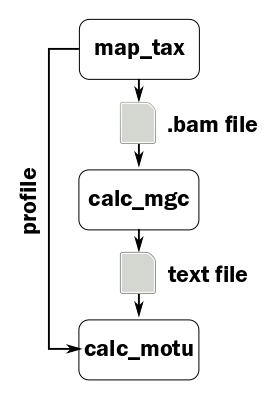 map_tax
.bam file
profile
calc_mgc
text file
calc_motu